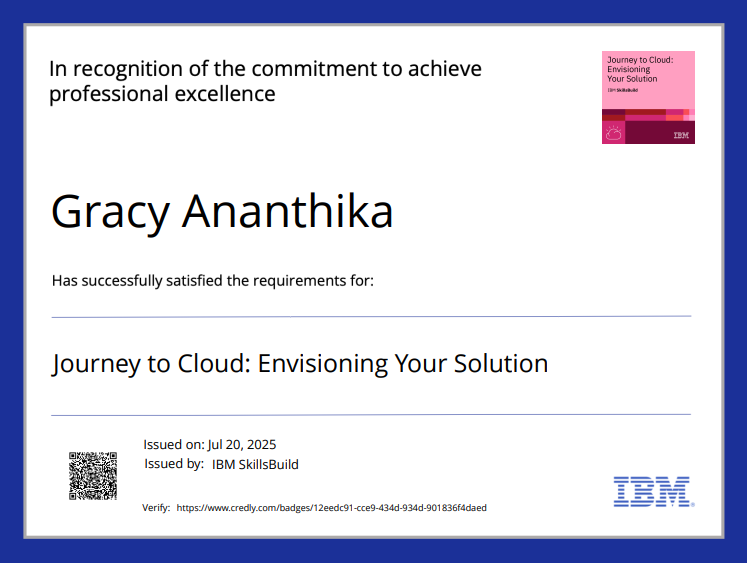 In recognition of the commitment to achieve
professional excellence
Journey to Cloud:
Envisioning
Your Solution
IBM SkillsBuild
IBM
Gracy Ananthika
Has successfully satisfied the requirements for:
Journey to Cloud: Envisioning Your Solution
Issued on: Jul 20, 2025
Issued by: IBM SkillsBuild
Verify: https://www.credly.com/badges/12eedc91-cce9-434d-934d-901836f4daed
IBM®